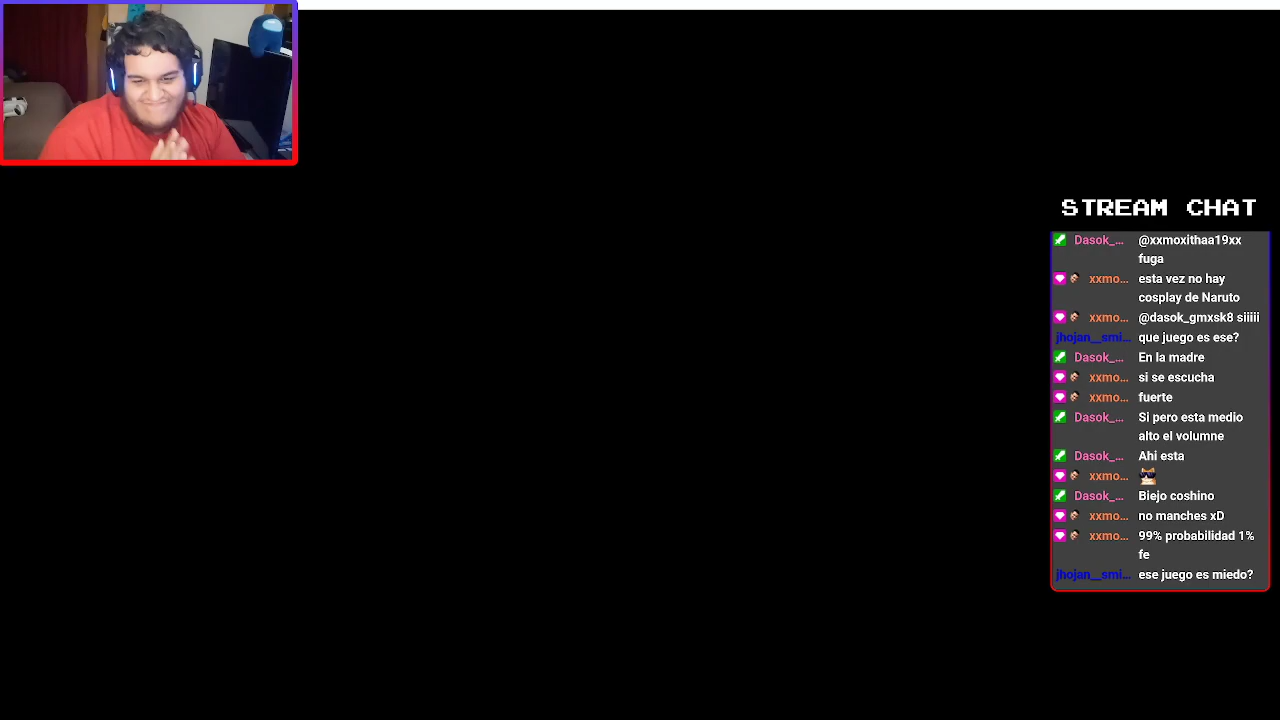 STREAM CHAT
Dasok_... @xxmoxithaa19xx
fuga
xxmo... esta vez no hay
cosplay de Naruto
xxmo... @dasok_gmxsk8 siiiii
jhojan__smi... que juego es ese?
Dasok_... En la madre
xxmo... si se escucha
xxmo... fuerte
Dasok_... Si pero esta medio
alto el volumne
Dasok_... Ahi esta
xxmo...
Dasok_... Biejo coshino
xxmo... no manches xD
xxmo... 99% probabilidad 1%
fe
jhojan__smi... ese juego es miedo?